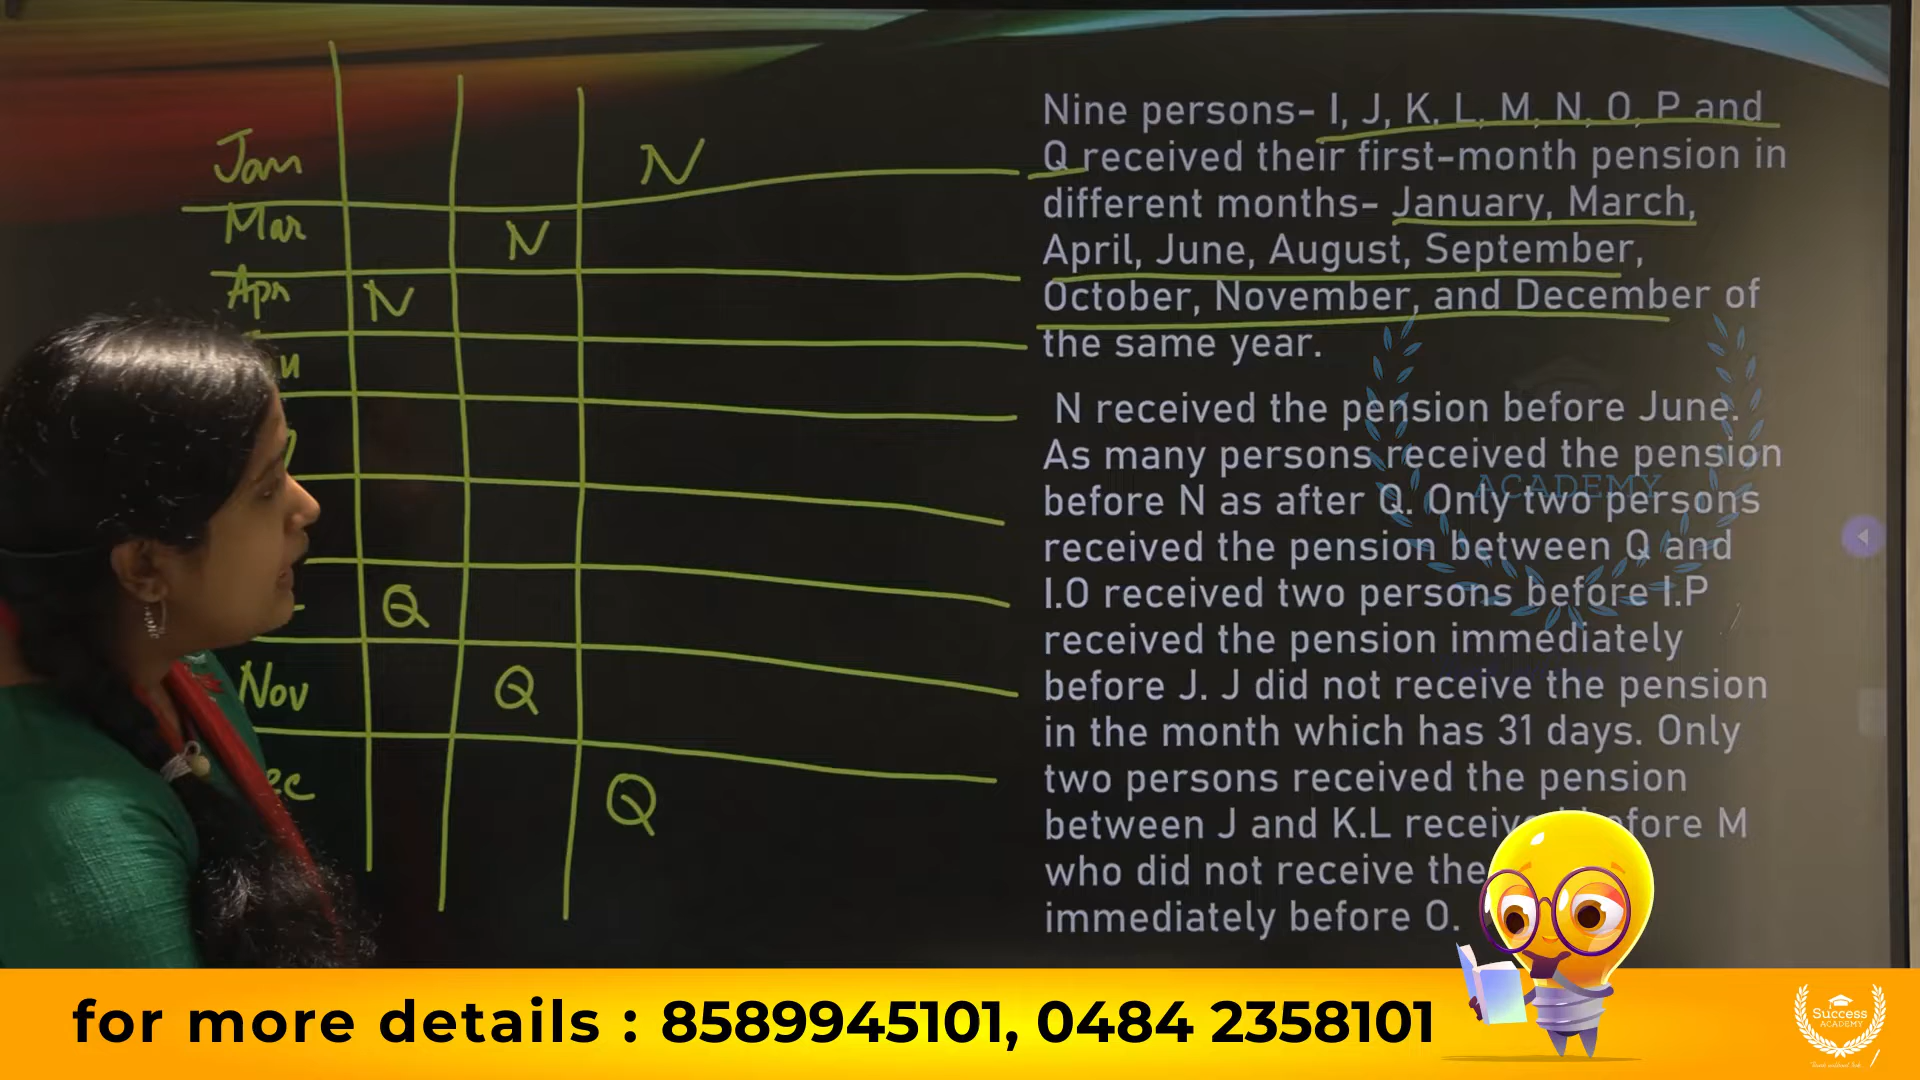 Jan N
Mar N
Apr N
Q
Nov Q
Q
Nine persons- I, J, K, L, M, N, O, P and
Q received their first-month pension in
different months- January, March,
April, June, August, September,
October, November, and December of
the same year.
N received the pension before June.
As many persons received the pension
before N as after Q. Only two persons
received the pension between Q and
I.O received two persons before I.P
received the pension immediately
before J. J did not receive the pension
in the month which has 31 days. Only
two persons received the pension
between J and K.L before M
who did not receive the
immediately before O.
ACADEMY
for more details : 8589945101, 0484 2358101
Success
ACADEMY